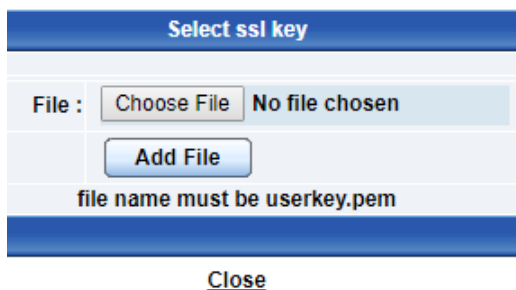 Select ssl key
File : Choose File No file chosen
Add File
file name must be userkey.pem
Close